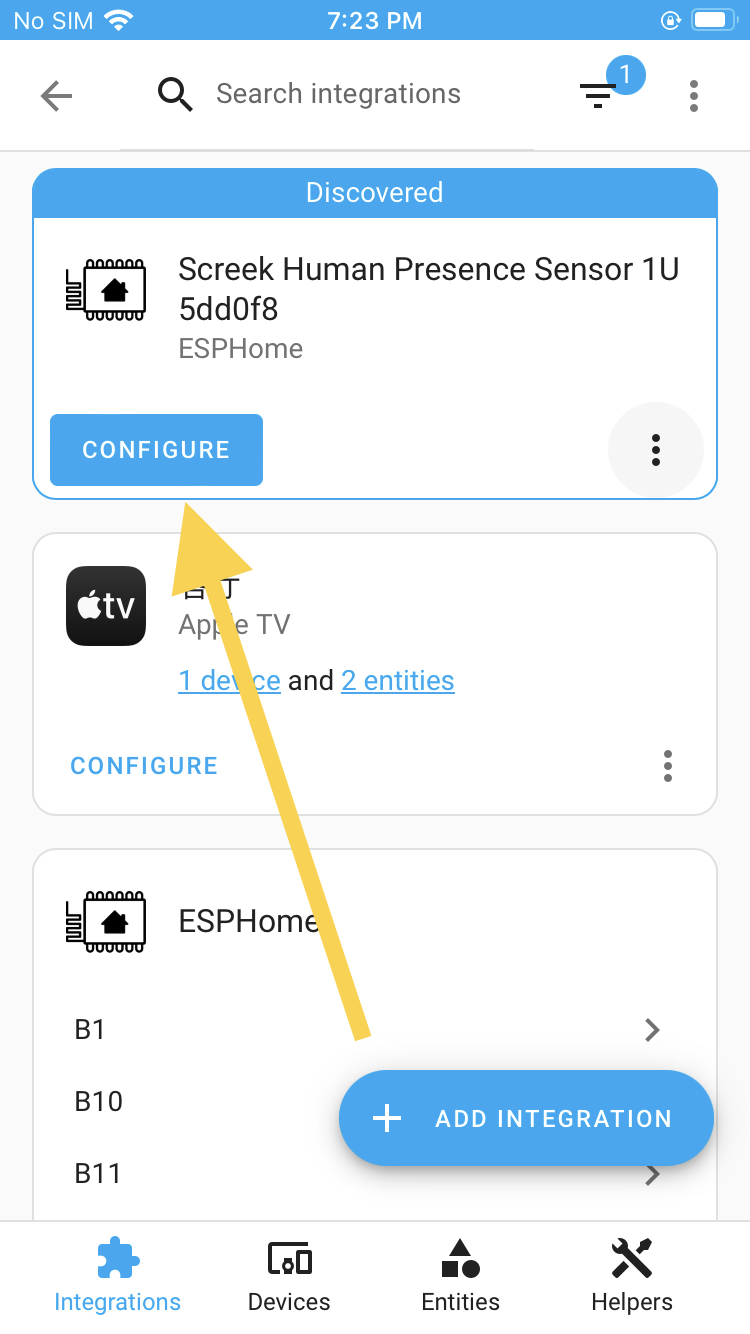 No SIM 7:23 PM
Search integrations 1
Discovered
Screek Human Presence Sensor 1U
5dd0f8
ESPHome
CONFIGURE
tv
Apple TV
1 device and 2 entities
CONFIGURE
ESPHome
B1
B10
ADD INTEGRATION
B11
Integrations Devices Entities Helpers